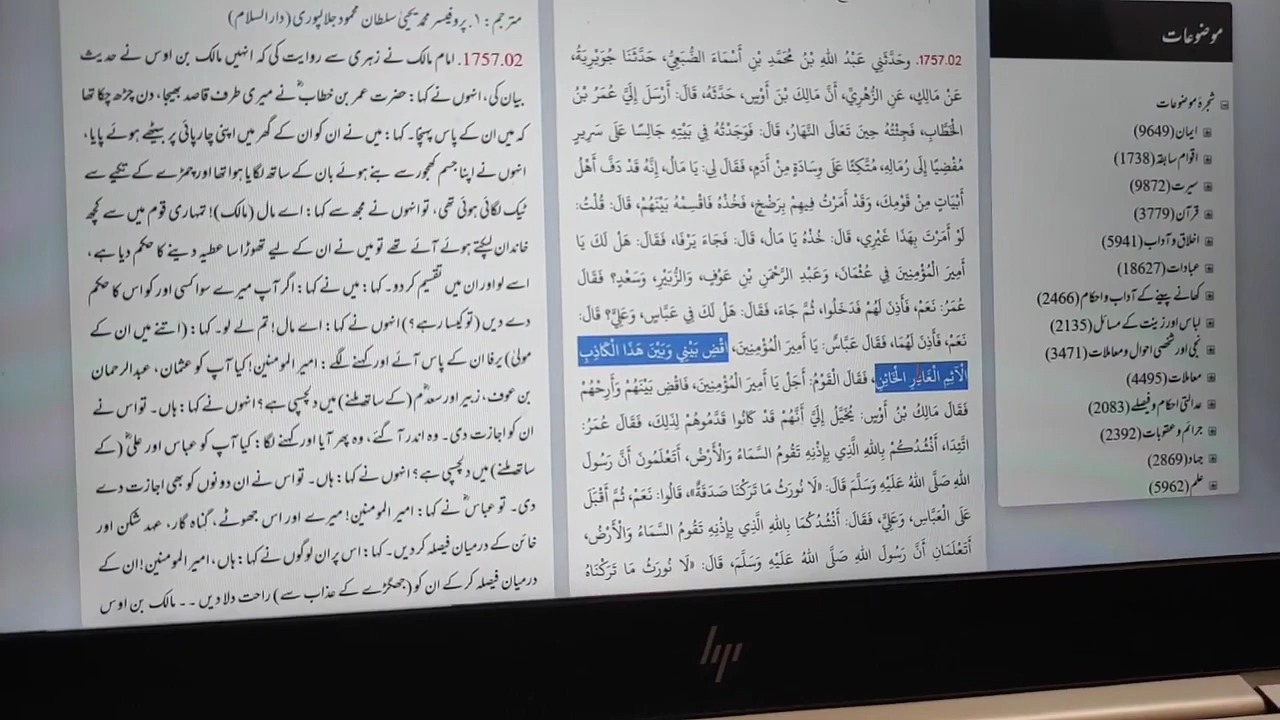 مترجم: ١. پروفیسر محمد یحییٰ سلطان محمود جلالپوری (دار السلام)
1757.02. امام مالک نے زہری سے روایت کی کہ انہیں مالک بن اوس نے حدیث
بیان کی، انہوں نے کہا: حضرت عمر بن خطابؓ نے میری طرف قاصد بھیجا، دن چڑھ چکا تھا
کہ میں ان کے پاس پہنچا۔ کہا: میں نے ان کو ان کے گھر میں اپنی چارپائی پر بیٹھے ہوئے پایا،
انہوں نے اپنا جسم کھجور سے بنے ہوئے بان کے ساتھ لگایا ہوا تھا اور چمڑے کے تکیے سے
ٹیک لگائی ہوئی تھی، تو انہوں نے مجھ سے کہا: اے مال (مالک)! تمہاری قوم میں سے کچھ
خاندان لپکتے ہوئے آئے تھے تو میں نے ان کے لیے تھوڑا سا عطیہ دینے کا حکم دیا ہے،
اسے لو اور ان میں تقسیم کر دو۔ کہا: میں نے کہا: اگر آپ میرے سوا کسی اور کو اس کا حکم
دے دیں (تو کیسا رہے؟) انہوں نے کہا: اے مال! تم لے لو۔ کہا: (اتنے میں ان کے
مولیٰ) یرفا ان کے پاس آئے اور کہنے لگے: امیر المومنین! کیا آپ کو عثمان، عبدالرحمان
بن عوف، زبیر اور سعدؓم (کے ساتھ ملنے) میں دلچسپی ہے؟ انہوں نے کہا: ہاں۔ تو اس نے
ان کو اجازت دی۔ وہ اندر آ گئے، وہ پھر آیا اور کہنے لگا: کیا آپ کو عباس اور علیؓ (کے
ساتھ ملنے) میں دلچسپی ہے؟ انہوں نے کہا: ہاں۔ تو اس نے ان دونوں کو بھی اجازت دے
دی۔ تو عباسؓ نے کہا: امیر المومنین! میرے اور اس جھوٹے، گناہ گار، عہد شکن اور
خائن کے درمیان فیصلہ کر دیں۔ کہا: اس پر ان لوگوں نے کہا: ہاں، امیر المومنین! ان کے
درمیان فیصلہ کر کے ان کو (جھگڑے کے عذاب سے) راحت دلا دیں ۔۔ مالک بن اوس
1757.02. وحَدَّثَنِي عَبْدُ اللهِ بْنُ مُحَمَّدِ بْنِ أَسْمَاءَ الضُّبَعِيُّ، حَدَّثَنَا جُوَيْرِيَةُ،
عَنْ مَالِكٍ، عَنِ الزُّهْرِيِّ، أَنَّ مَالِكَ بْنَ أَوْسٍ، حَدَّثَهُ، قَالَ: أَرْسَلَ إِلَيَّ عُمَرُ بْنُ
الْخَطَّابِ، فَجِئْتُهُ حِينَ تَعَالَى النَّهَارُ، قَالَ: فَوَجَدْتُهُ فِي بَيْتِهِ جَالِسًا عَلَى سَرِيرٍ
مُفْضِيًا إِلَى رُمَالِهِ، مُتَّكِئًا عَلَى وِسَادَةٍ مِنْ أَدَمٍ، فَقَالَ لِي: يَا مَالُ، إِنَّهُ قَدْ دَفَّ أَهْلُ
أَبْيَاتٍ مِنْ قَوْمِكَ، وَقَدْ أَمَرْتُ فِيهِمْ بِرَضْخٍ، فَخُذْهُ فَاقْسِمْهُ بَيْنَهُمْ، قَالَ: قُلْتُ:
لَوْ أَمَرْتَ بِهَذَا غَيْرِي، قَالَ: خُذْهُ يَا مَالُ، قَالَ: فَجَاءَ يَرْفَا، فَقَالَ: هَلْ لَكَ يَا
أَمِيرَ الْمُؤْمِنِينَ فِي عُثْمَانَ، وَعَبْدِ الرَّحْمَنِ بْنِ عَوْفٍ، وَالزُّبَيْرِ، وَسَعْدٍ؟ فَقَالَ
عُمَرُ: نَعَمْ، فَأَذِنَ لَهُمْ فَدَخَلُوا، ثُمَّ جَاءَ، فَقَالَ: هَلْ لَكَ فِي عَبَّاسٍ، وَعَلِيٍّ؟ قَالَ:
نَعَمْ، فَأَذِنَ لَهُمَا، فَقَالَ عَبَّاسٌ: يَا أَمِيرَ الْمُؤْمِنِينَ، اقْضِ بَيْنِي وَبَيْنَ هَذَا الْكَاذِبِ
الْآثِمِ الْغَادِرِ الْخَائِنِ، فَقَالَ الْقَوْمُ: أَجَلْ يَا أَمِيرَ الْمُؤْمِنِينَ، فَاقْضِ بَيْنَهُمْ وَأَرِحْهُمْ
فَقَالَ مَالِكُ بْنُ أَوْسٍ: يُخَيَّلُ إِلَيَّ أَنَّهُمْ قَدْ كَانُوا قَدَّمُوهُمْ لِذَلِكَ، فَقَالَ عُمَرُ:
اتَّئِدَا، أَنْشُدُكُمْ بِاللهِ الَّذِي بِإِذْنِهِ تَقُومُ السَّمَاءُ وَالْأَرْضُ، أَتَعْلَمُونَ أَنَّ رَسُولَ
اللهِ صَلَّى اللهُ عَلَيْهِ وَسَلَّمَ قَالَ: «لَا نُورَثُ مَا تَرَكْنَا صَدَقَةٌ»، قَالُوا: نَعَمْ، ثُمَّ أَقْبَلَ
عَلَى الْعَبَّاسِ، وَعَلِيٍّ، فَقَالَ: أَنْشُدُكُمَا بِاللهِ الَّذِي بِإِذْنِهِ تَقُومُ السَّمَاءُ وَالْأَرْضُ،
أَتَعْلَمَانِ أَنَّ رَسُولَ اللهِ صَلَّى اللهُ عَلَيْهِ وَسَلَّمَ، قَالَ: «لَا نُورَثُ مَا تَرَكْنَاهُ
موضوعات
شجرۂ موضوعات
ایمان (9649)
اقوام سابقہ (1738)
سیرت (9872)
قرآن (3779)
اخلاق و آداب (5941)
عبادات (18627)
کھانے پینے کے آداب و احکام (2466)
لباس اور زینت کے مسائل (2135)
نجی اور شخصی احوال و معاملات (3471)
معاملات (4495)
عدالتی احکام و فیصلے (2083)
جرائم و عقوبات (2392)
جہاد (2869)
علم (5962)
hp